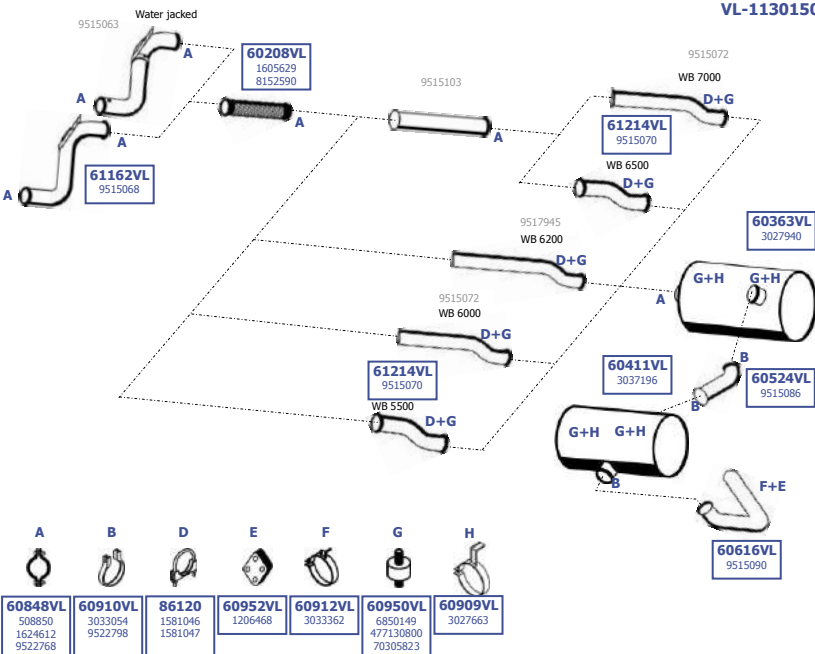 VL-1130150
Water jacked
9515063
A
A
60208VL
1605629
8152590
A
9515103
A
9515072
WB 7000
D+G
61214VL
9515070
WB 6500
D+G
A
A
61162VL
9515068
9517945
WB 6200
D+G
60363VL
3027940
A
G+H
G+H
9515072
WB 6000
D+G
61214VL
9515070
WB 5500
D+G
60411VL
3037196
B
60524VL
9515086
B
G+H
G+H
B
F+E
60616VL
9515090
A
B
D
E
F
G
H
60848VL
508850
1624612
9522768
60910VL
3033054
9522798
86120
1581046
1581047
60952VL
1206468
60912VL
3033362
60950VL
6850149
477130800
70305823
60909VL
3027663